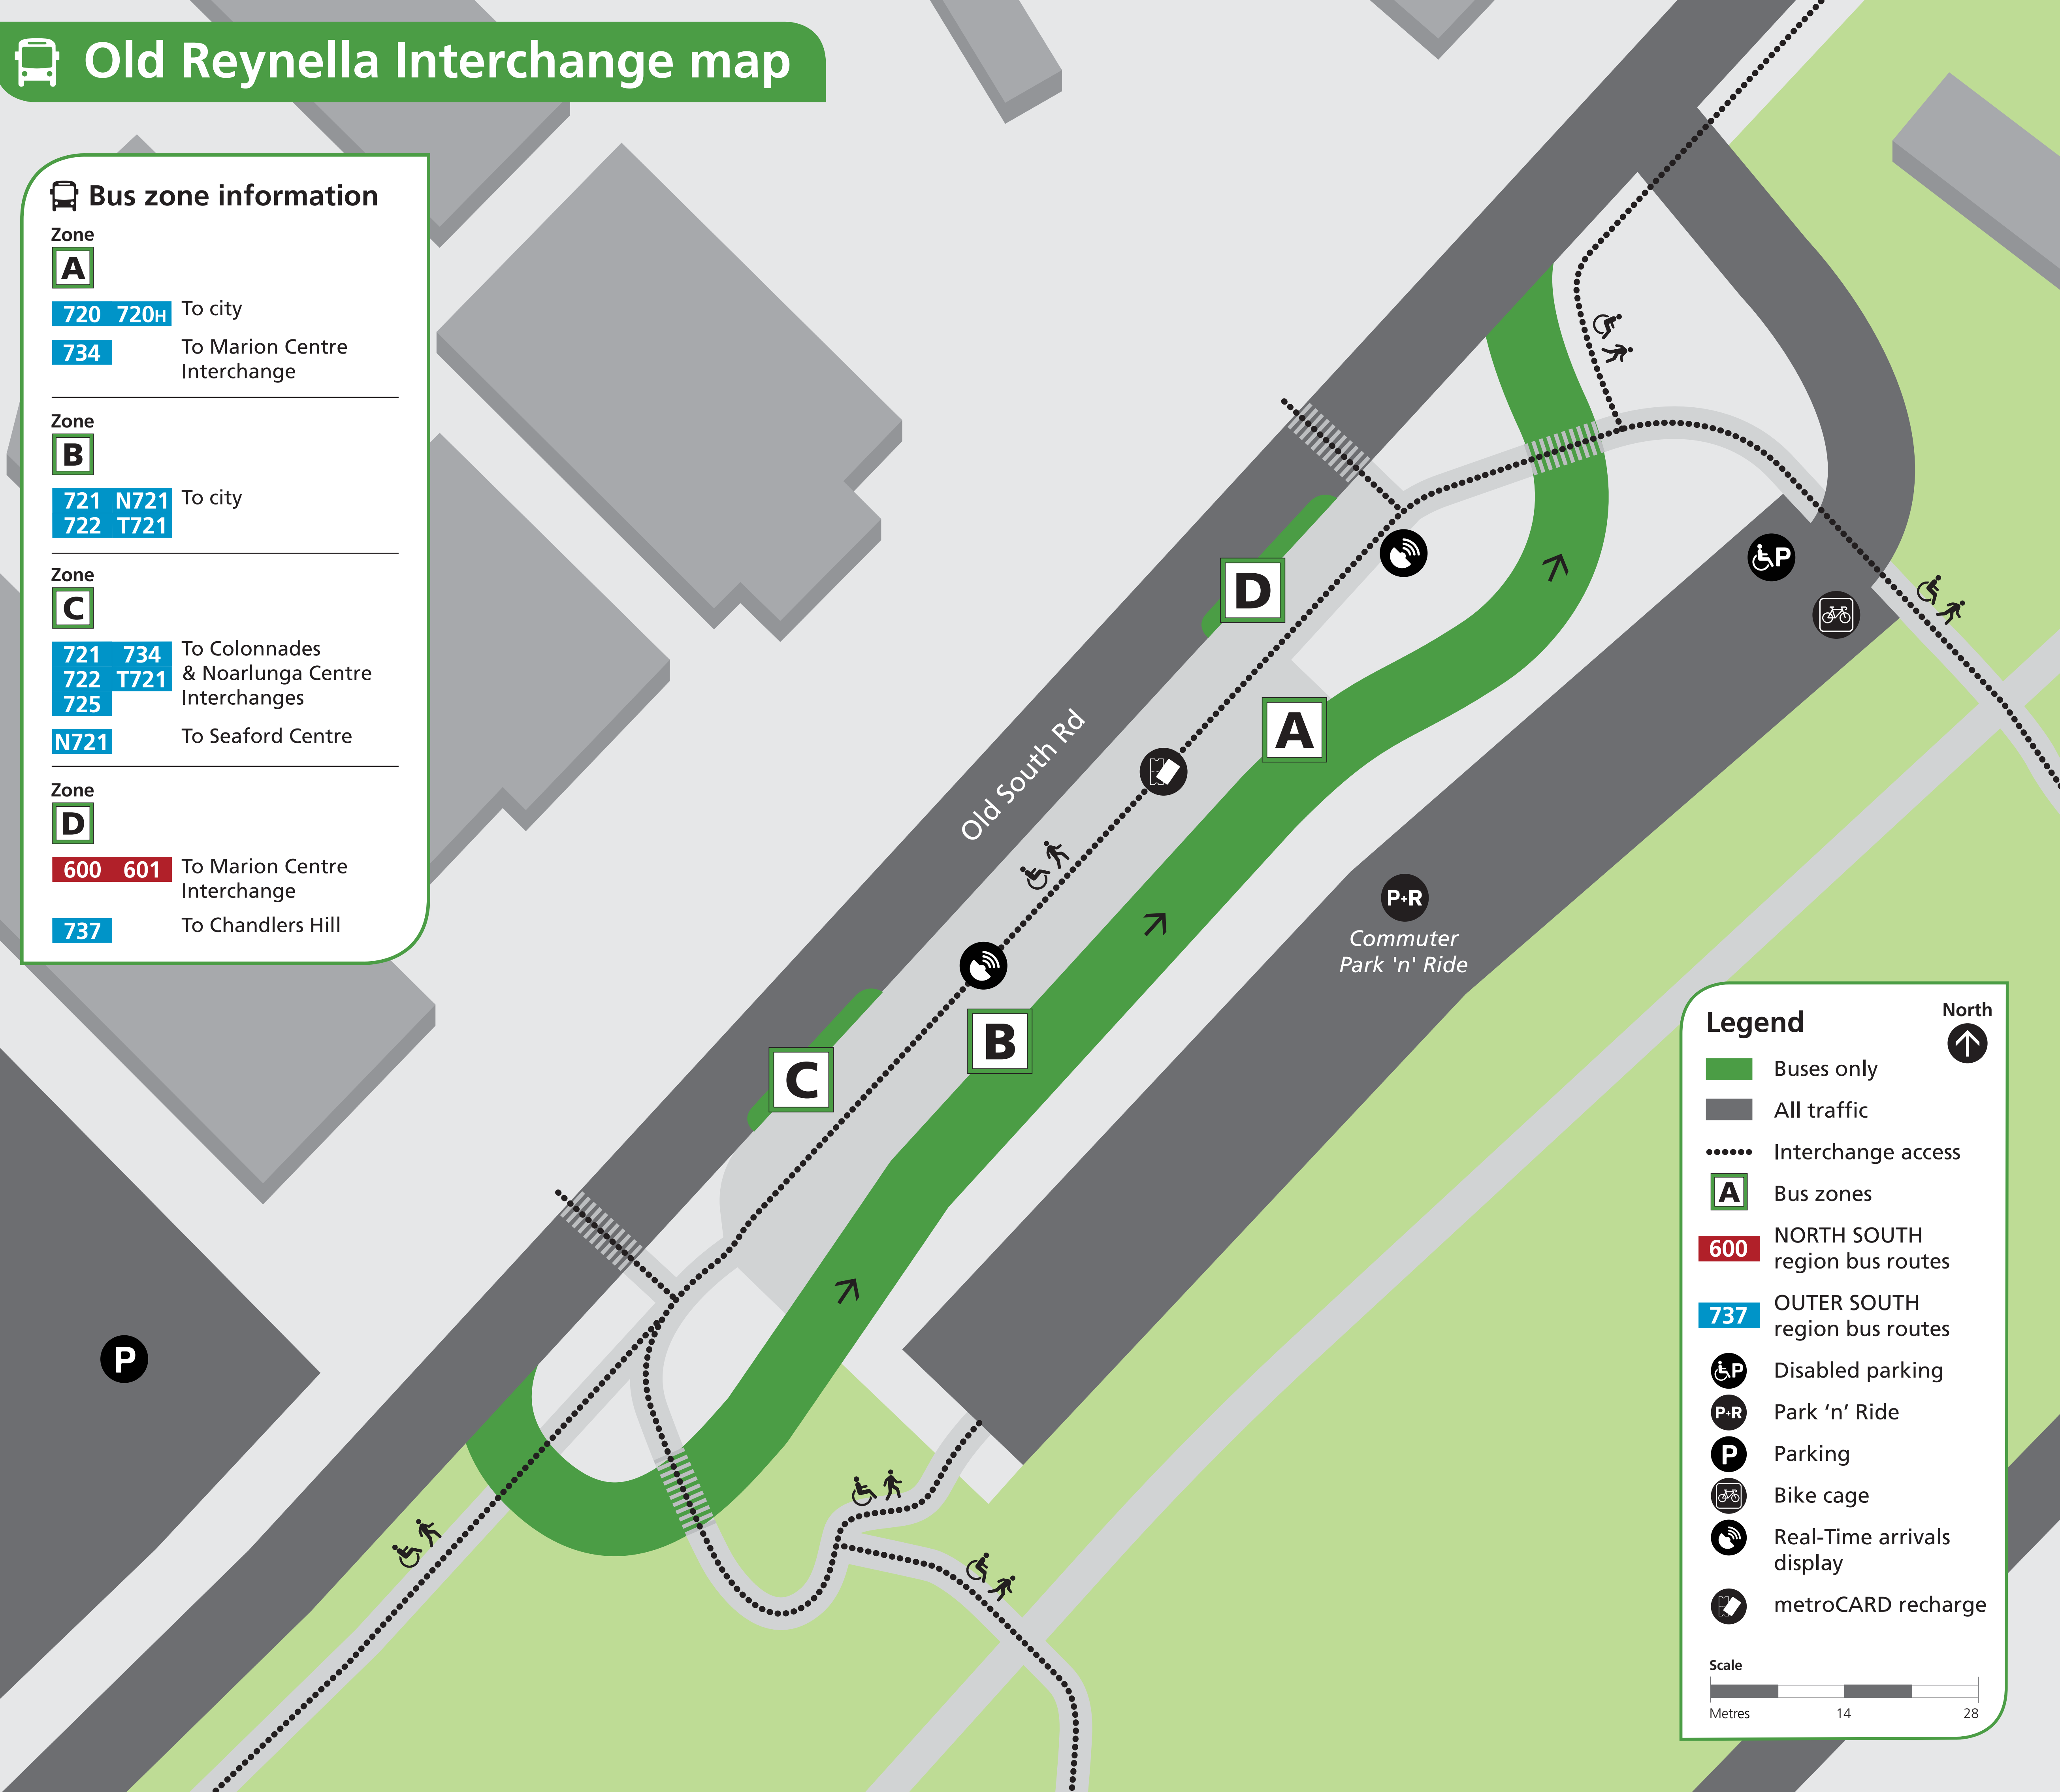 Old Reynella Interchange map
Bus zone information
Zone
A
720 720H To city
734 To Marion Centre
Interchange
Zone
B
721 N721 To city
722 T721
Zone
C
721 734 To Colonnades
722 T721 & Noarlunga Centre
725 Interchanges
N721 To Seaford Centre
Zone
D
600 601 To Marion Centre
Interchange
737 To Chandlers Hill
D
A
Old South Rd
B
C
P
P
P+R
Commuter
Park 'n' Ride
Legend
North
Buses only
All traffic
Interchange access
A Bus zones
600 NORTH SOUTH
region bus routes
737 OUTER SOUTH
region bus routes
P Disabled parking
P+R Park ‘n’ Ride
P Parking
Bike cage
Real-Time arrivals
display
metroCARD recharge
Scale
Metres 14 28